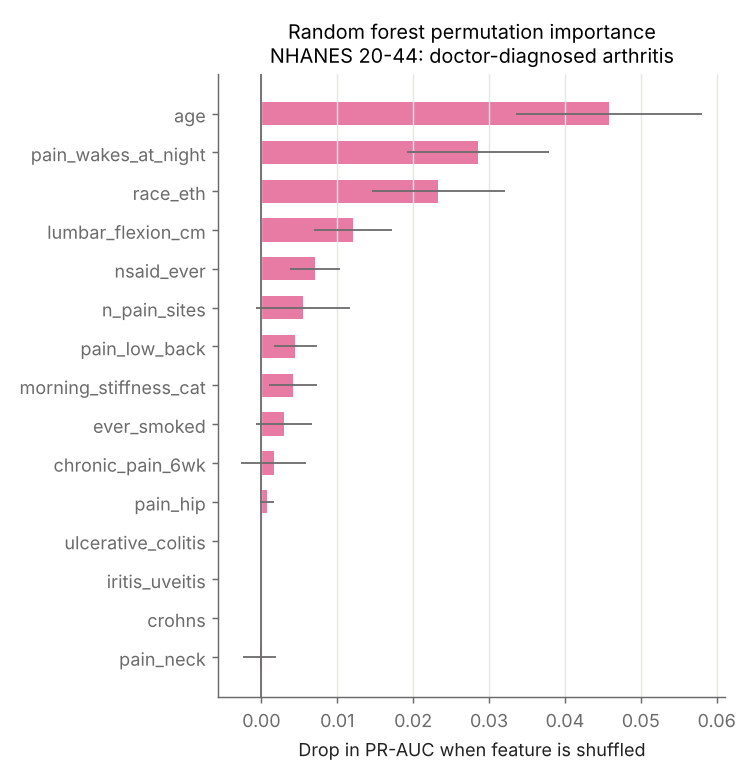 Random forest permutation importance
NHANES 20-44: doctor-diagnosed arthritis
age
pain_wakes_at_night
race_eth
lumbar_flexion_cm
nsaid_ever
n_pain_sites
pain_low_back
morning_stiffness_cat
ever_smoked
chronic_pain_6wk
pain_hip
ulcerative_colitis
iritis_uveitis
crohns
pain_neck
0.00 0.01 0.02 0.03 0.04 0.05 0.06
Drop in PR-AUC when feature is shuffled